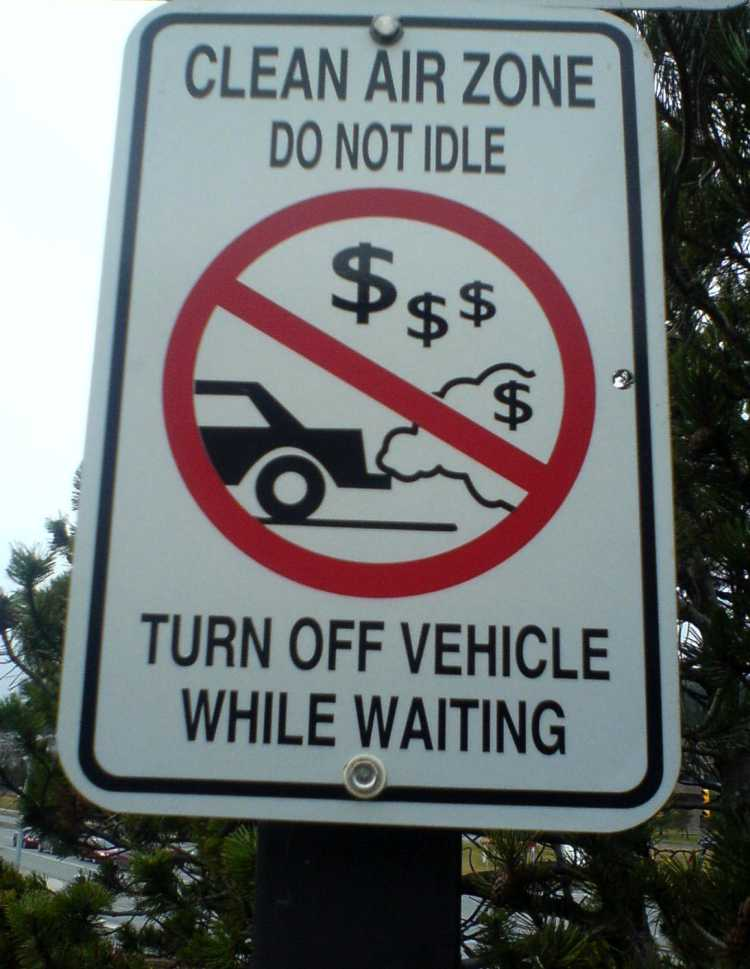 CLEAN AIR ZONE
DO NOT IDLE
$ $ $
$
TURN OFF VEHICLE
WHILE WAITING